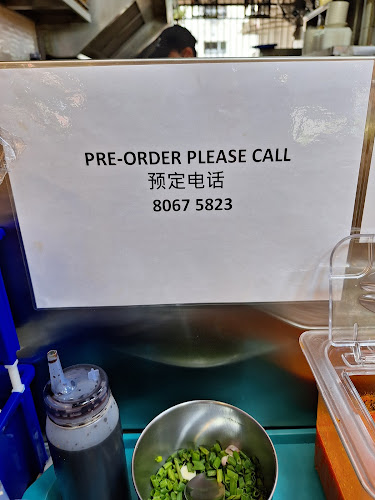 PRE-ORDER PLEASE CALL
预定电话
8067 5823